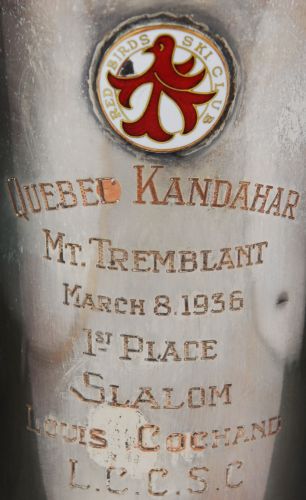 RED BIRDS SKI CLUB
QUEBEC KANDAHAR
MT. TREMBLANT
MARCH 8. 1936
1ST PLACE
SLALOM
LOUIS COCHAND
L.C.C.S.C